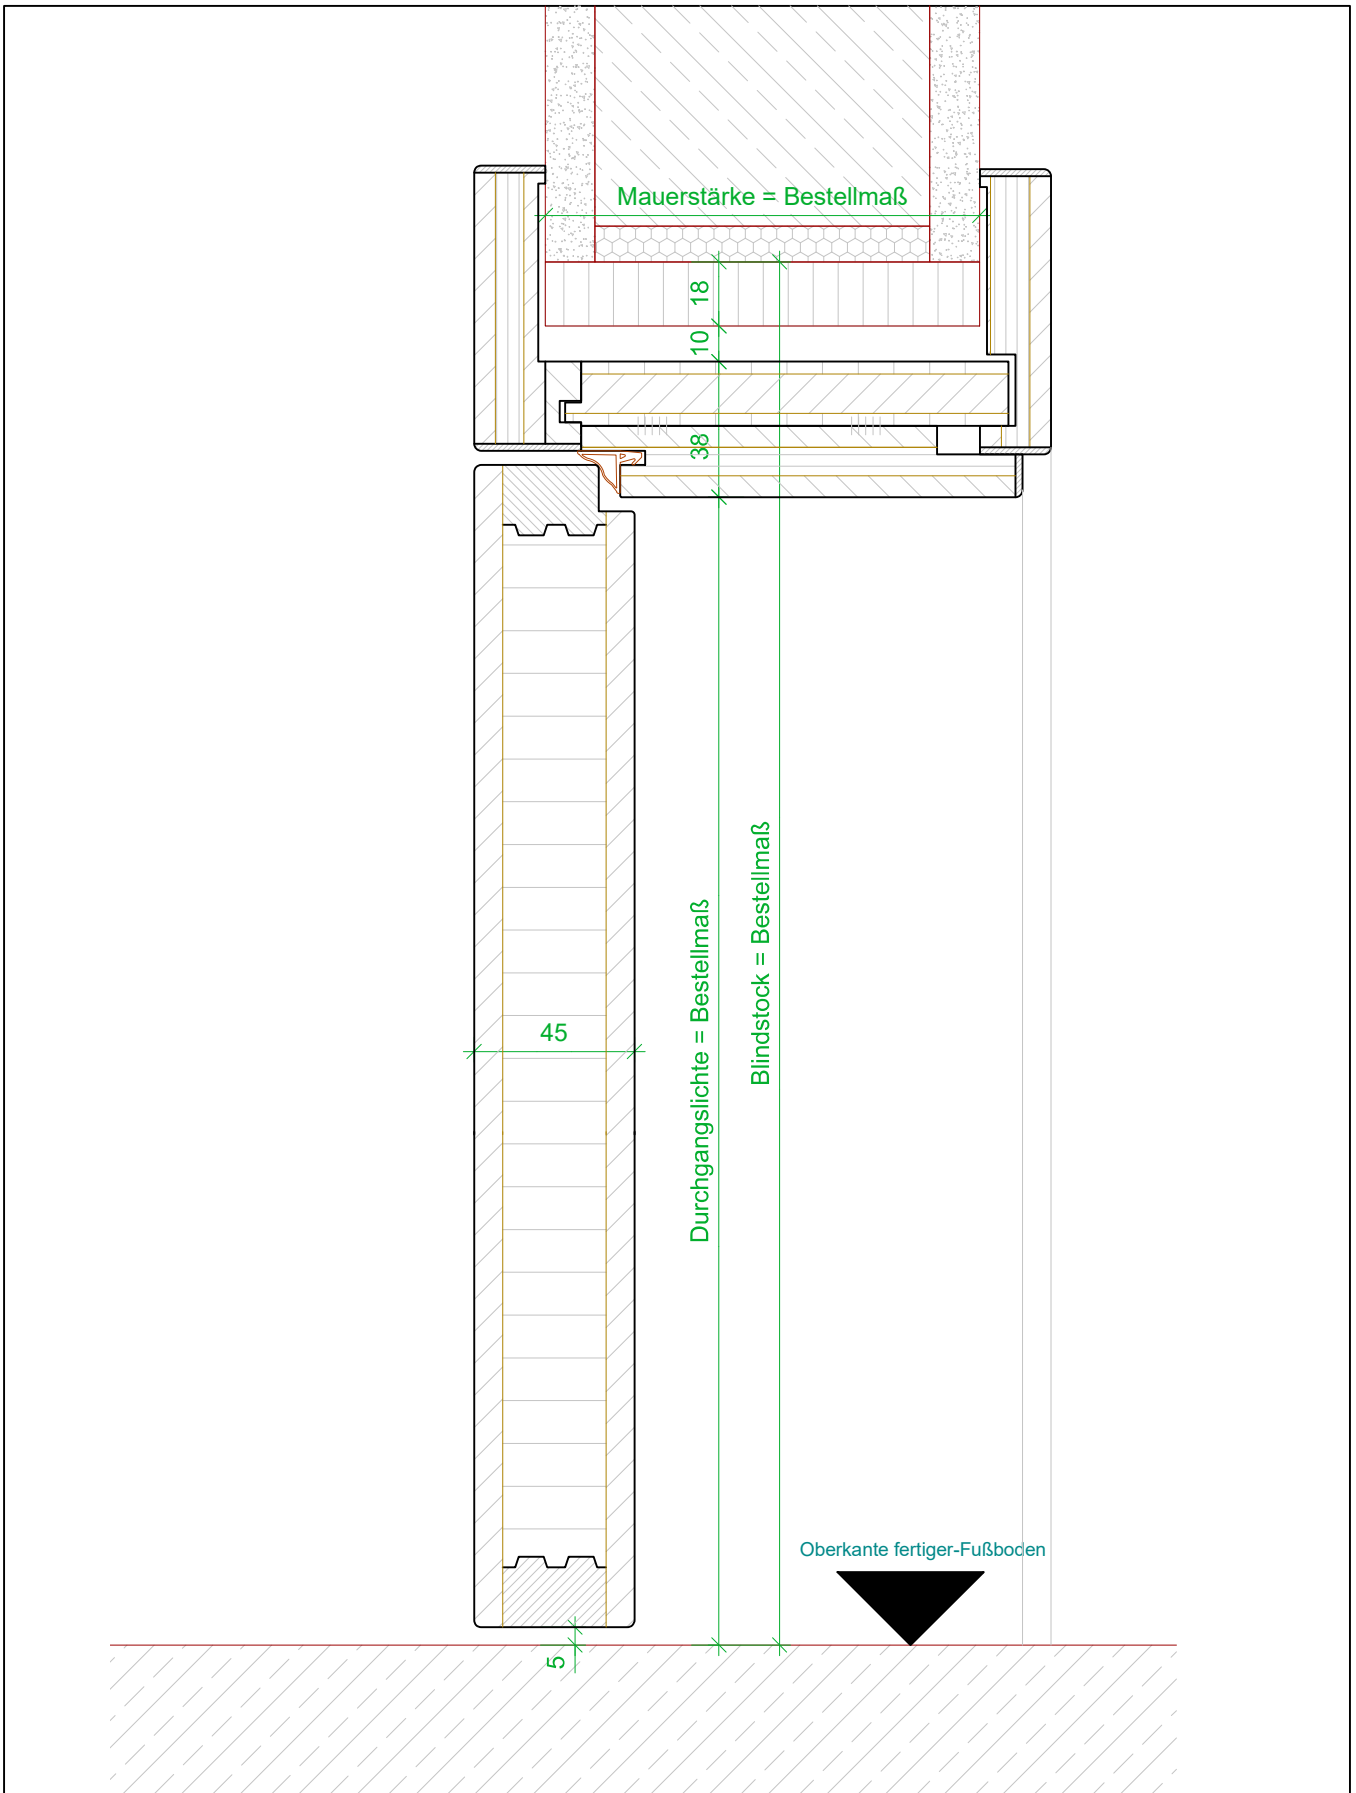 Mauerstärke = Bestellmaß
18
10
38
Blindstock = Bestellmaß
Durchgangslichte = Bestellmaß
45
Oberkante fertiger-Fußboden
5